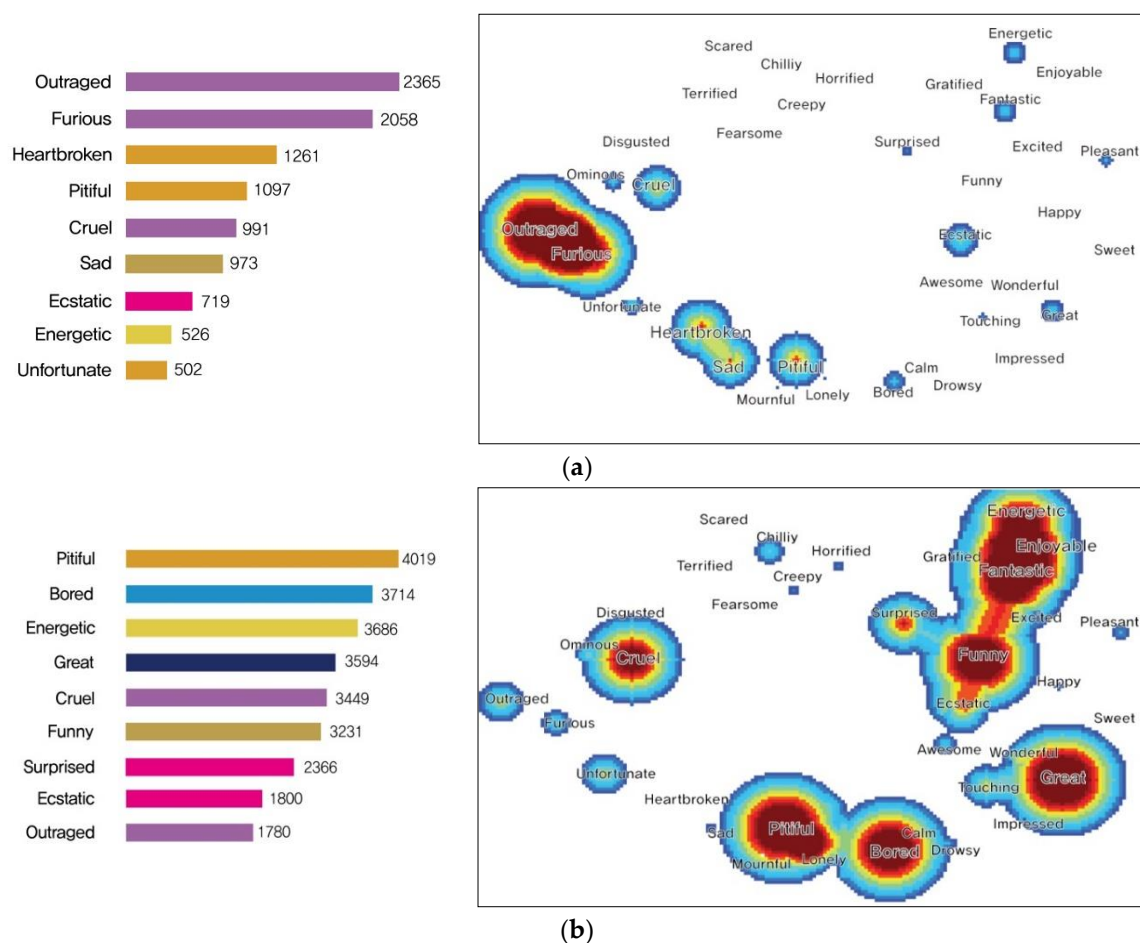 Outraged 2365
Furious 2058
Heartbroken 1261
Pitiful 1097
Cruel 991
Sad 973
Ecstatic 719
Energetic 526
Unfortunate 502
Energetic
Scared
Chilliy
Enjoyable
Horrified
Gratified
Terrified
Creepy
Fantastic
Fearsome
Disgusted
Surprised
Excited
Pleasant
Ominous
Cruel
Funny
Happy
Outraged
Ecstatic
Furious
Sweet
Awesome
Wonderful
Unfortunate
Touching
Great
Heartbroken
Impressed
Sad
Pitiful
Calm
Mournful
Lonely
Bored
Drowsy
(a)
Pitiful 4019
Bored 3714
Energetic 3686
Great 3594
Cruel 3449
Funny 3231
Surprised 2366
Ecstatic 1800
Outraged 1780
Energetic
Scared
Chilliy
Enjoyable
Horrified
Gratified
Terrified
Creepy
Fantastic
Fearsome
Disgusted
Surprised
Excited
Pleasant
Ominous
Cruel
Funny
Happy
Outraged
Ecstatic
Furious
Sweet
Awesome
Wonderful
Unfortunate
Touching
Great
Heartbroken
Impressed
Sad
Pitiful
Calm
Mournful
Lonely
Bored
Drowsy
(b)